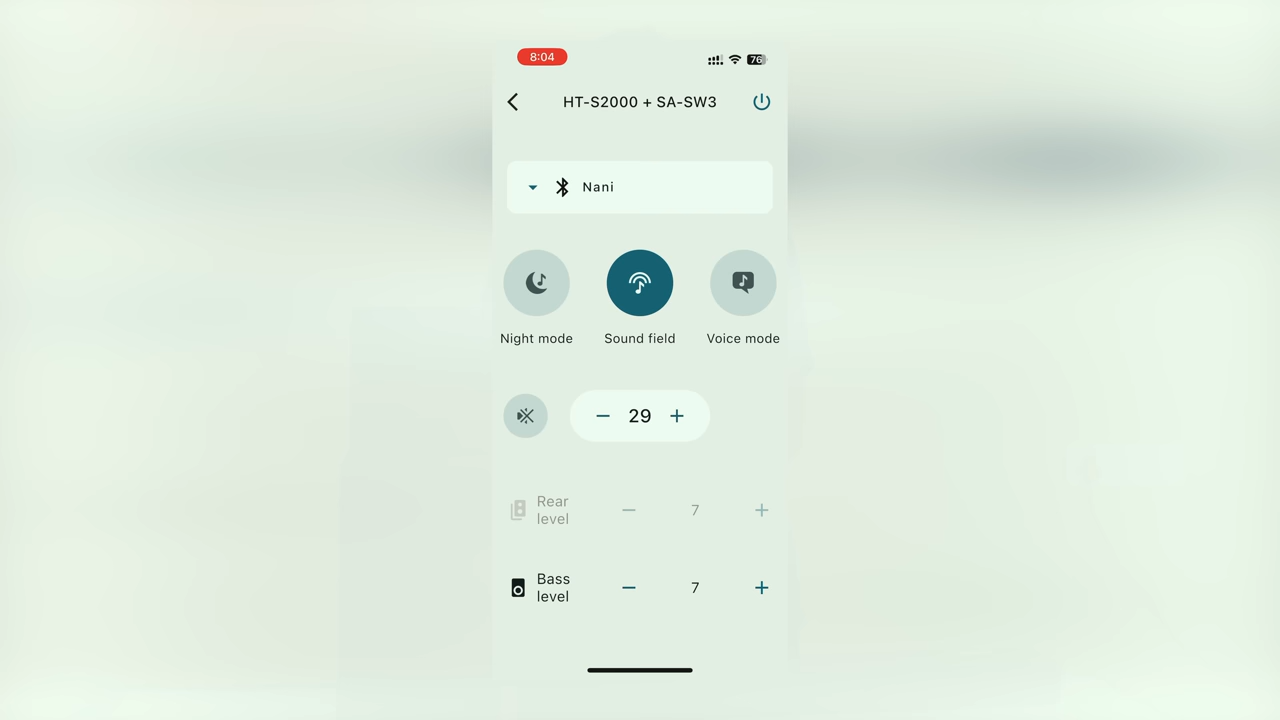 8:04
76
HT-S2000 + SA-SW3
Nani
Night mode
Sound field
Voice mode
29
Rear
level
7
Bass
level
7